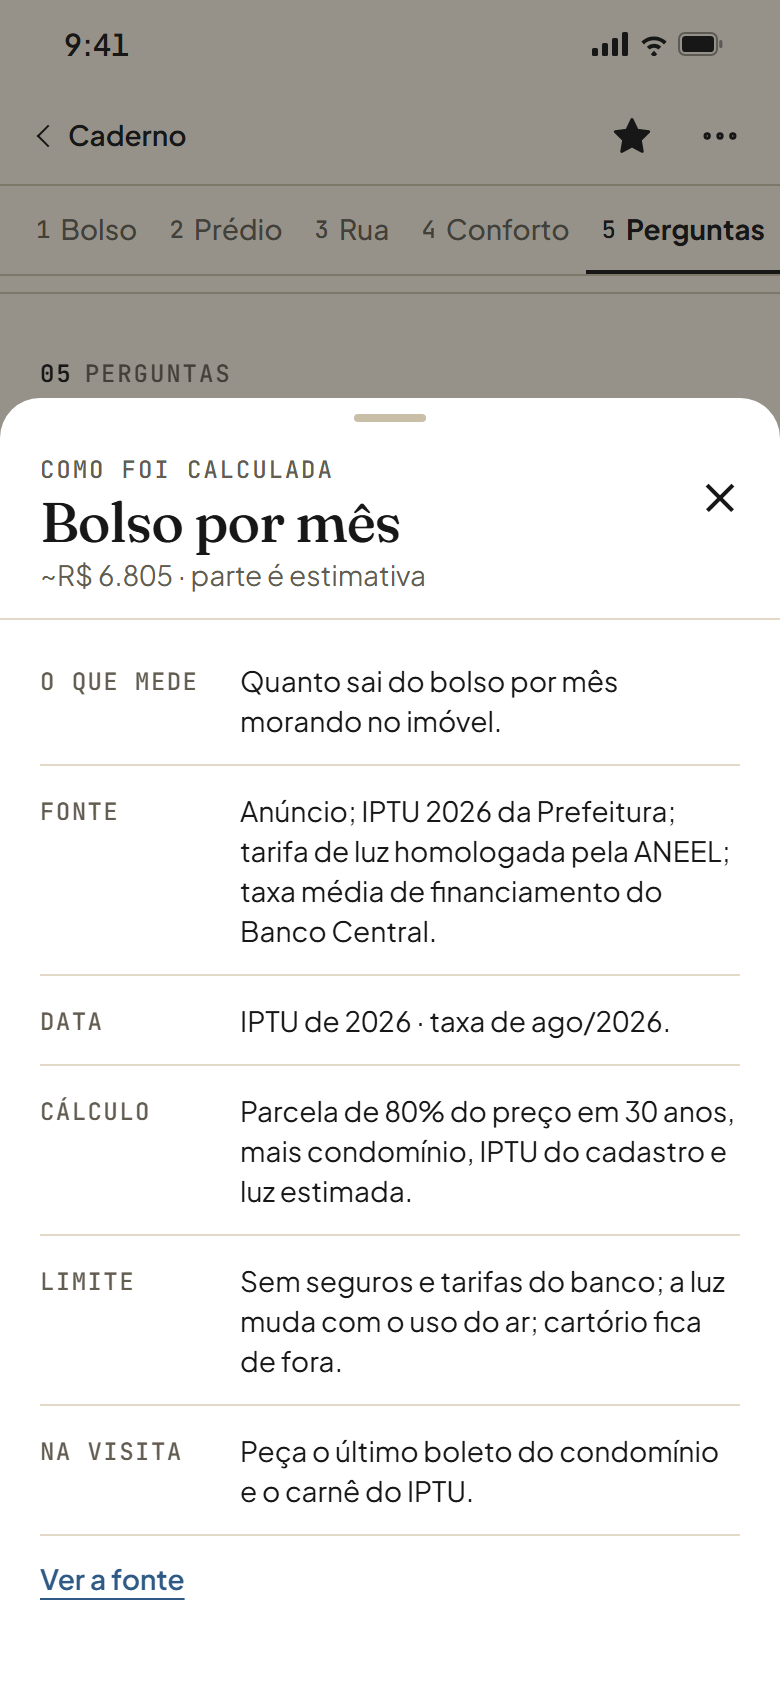 9:41
Caderno
1 Bolso 2 Prédio 3 Rua 4 Conforto 5 Perguntas
05 PERGUNTAS
COMO FOI CALCULADA
Bolso por mês
~R$ 6.805 · parte é estimativa
O QUE MEDE Quanto sai do bolso por mês
morando no imóvel.
FONTE Anúncio; IPTU 2026 da Prefeitura;
tarifa de luz homologada pela ANEEL;
taxa média de financiamento do
Banco Central.
DATA IPTU de 2026 · taxa de ago/2026.
CÁLCULO Parcela de 80% do preço em 30 anos,
mais condomínio, IPTU do cadastro e
luz estimada.
LIMITE Sem seguros e tarifas do banco; a luz
muda com o uso do ar; cartório fica
de fora.
NA VISITA Peça o último boleto do condomínio
e o carnê do IPTU.
Ver a fonte